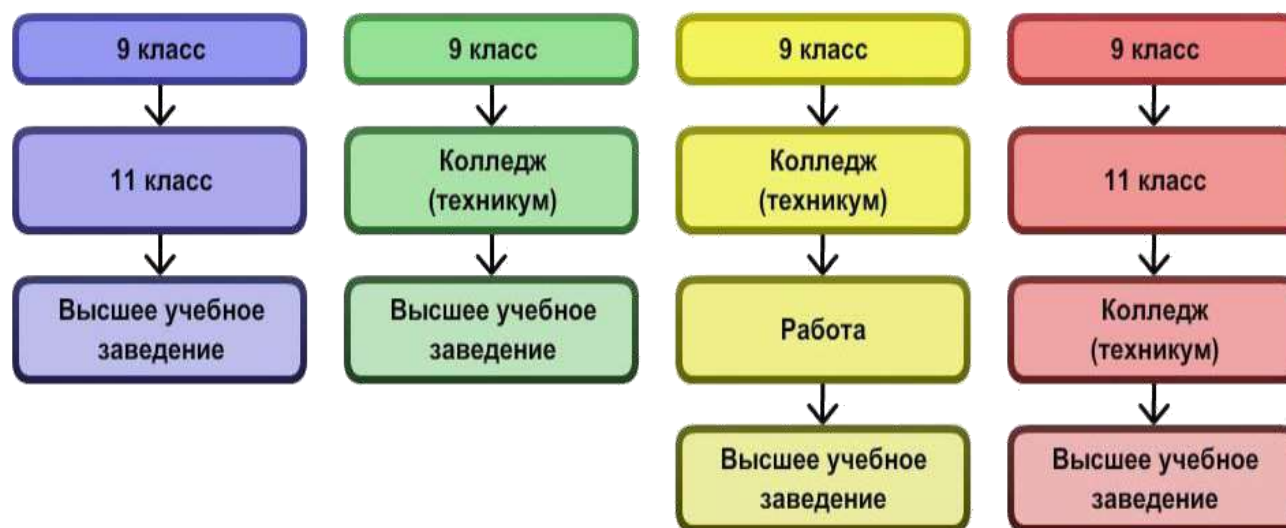 9 класс
11 класс
Высшее учебное
заведение
9 класс
Колледж
(техникум)
Высшее учебное
заведение
9 класс
Колледж
(техникум)
Работа
Высшее учебное
заведение
9 класс
11 класс
Колледж
(техникум)
Высшее учебное
заведение